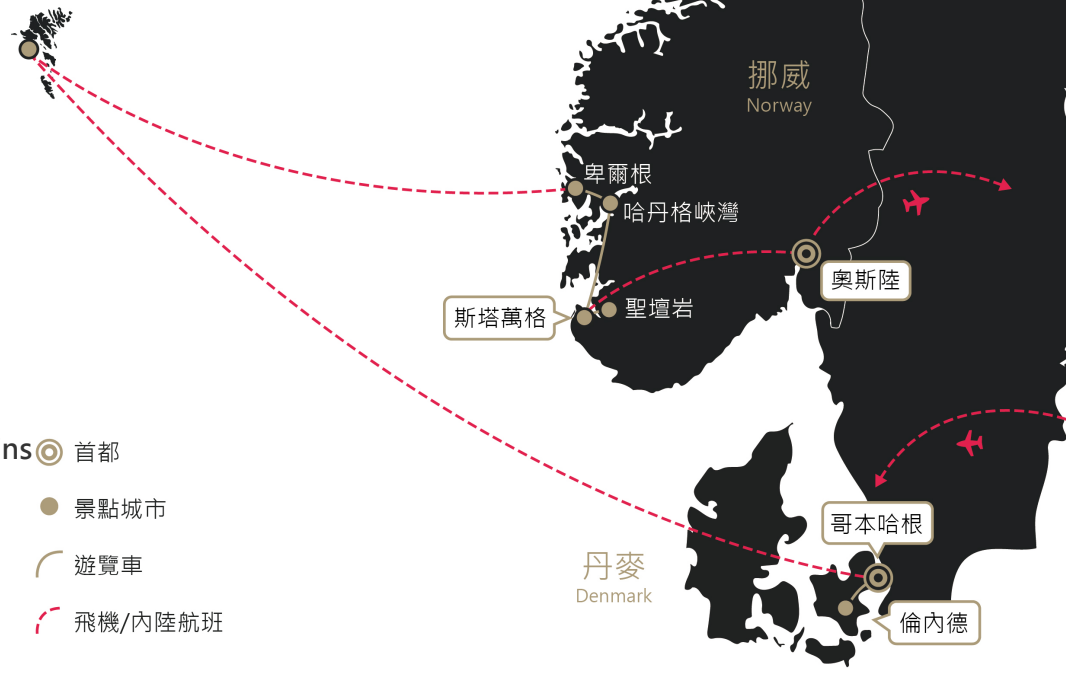 挪威
Norway
卑爾根
哈丹格峽灣
奧斯陸
聖壇岩
斯塔萬格
ns
首都
景點城市
遊覽車
飛機/內陸航班
哥本哈根
丹麥
Denmark
倫內德